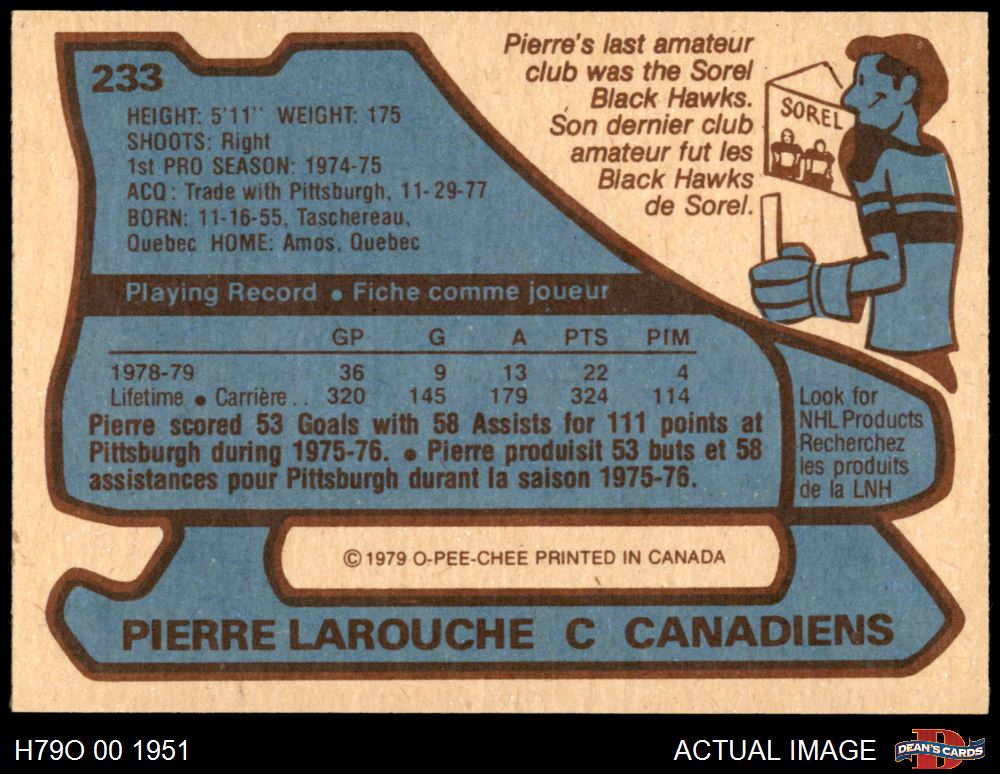 233
HEIGHT: 5'11" WEIGHT: 175
SHOOTS: Right
1st PRO SEASON: 1974-75
ACQ: Trade with Pittsburgh, 11-29-77
BORN: 11-16-55, Taschereau,
Quebec HOME: Amos, Quebec
Pierre's last amateur
club was the Sorel
Black Hawks.
Son dernier club
amateur fut les
Black Hawks
de Sorel.
SOREL
Playing Record • Fiche comme joueur
GP G A PTS PIM
1978-79 36 9 13 22 4
Lifetime • Carrière.. 320 145 179 324 114
Pierre scored 53 Goals with 58 Assists for 111 points at
Pittsburgh during 1975-76. • Pierre produisit 53 buts et 58
assistances pour Pittsburgh durant la saison 1975-76.
Look for
NHL Products
Recherchez
les produits
de la LNH
© 1979 O-PEE-CHEE PRINTED IN CANADA
PIERRE LAROUCHE C CANADIENS
H79O 00 1951
ACTUAL IMAGE
D
DEAN'S CARDS